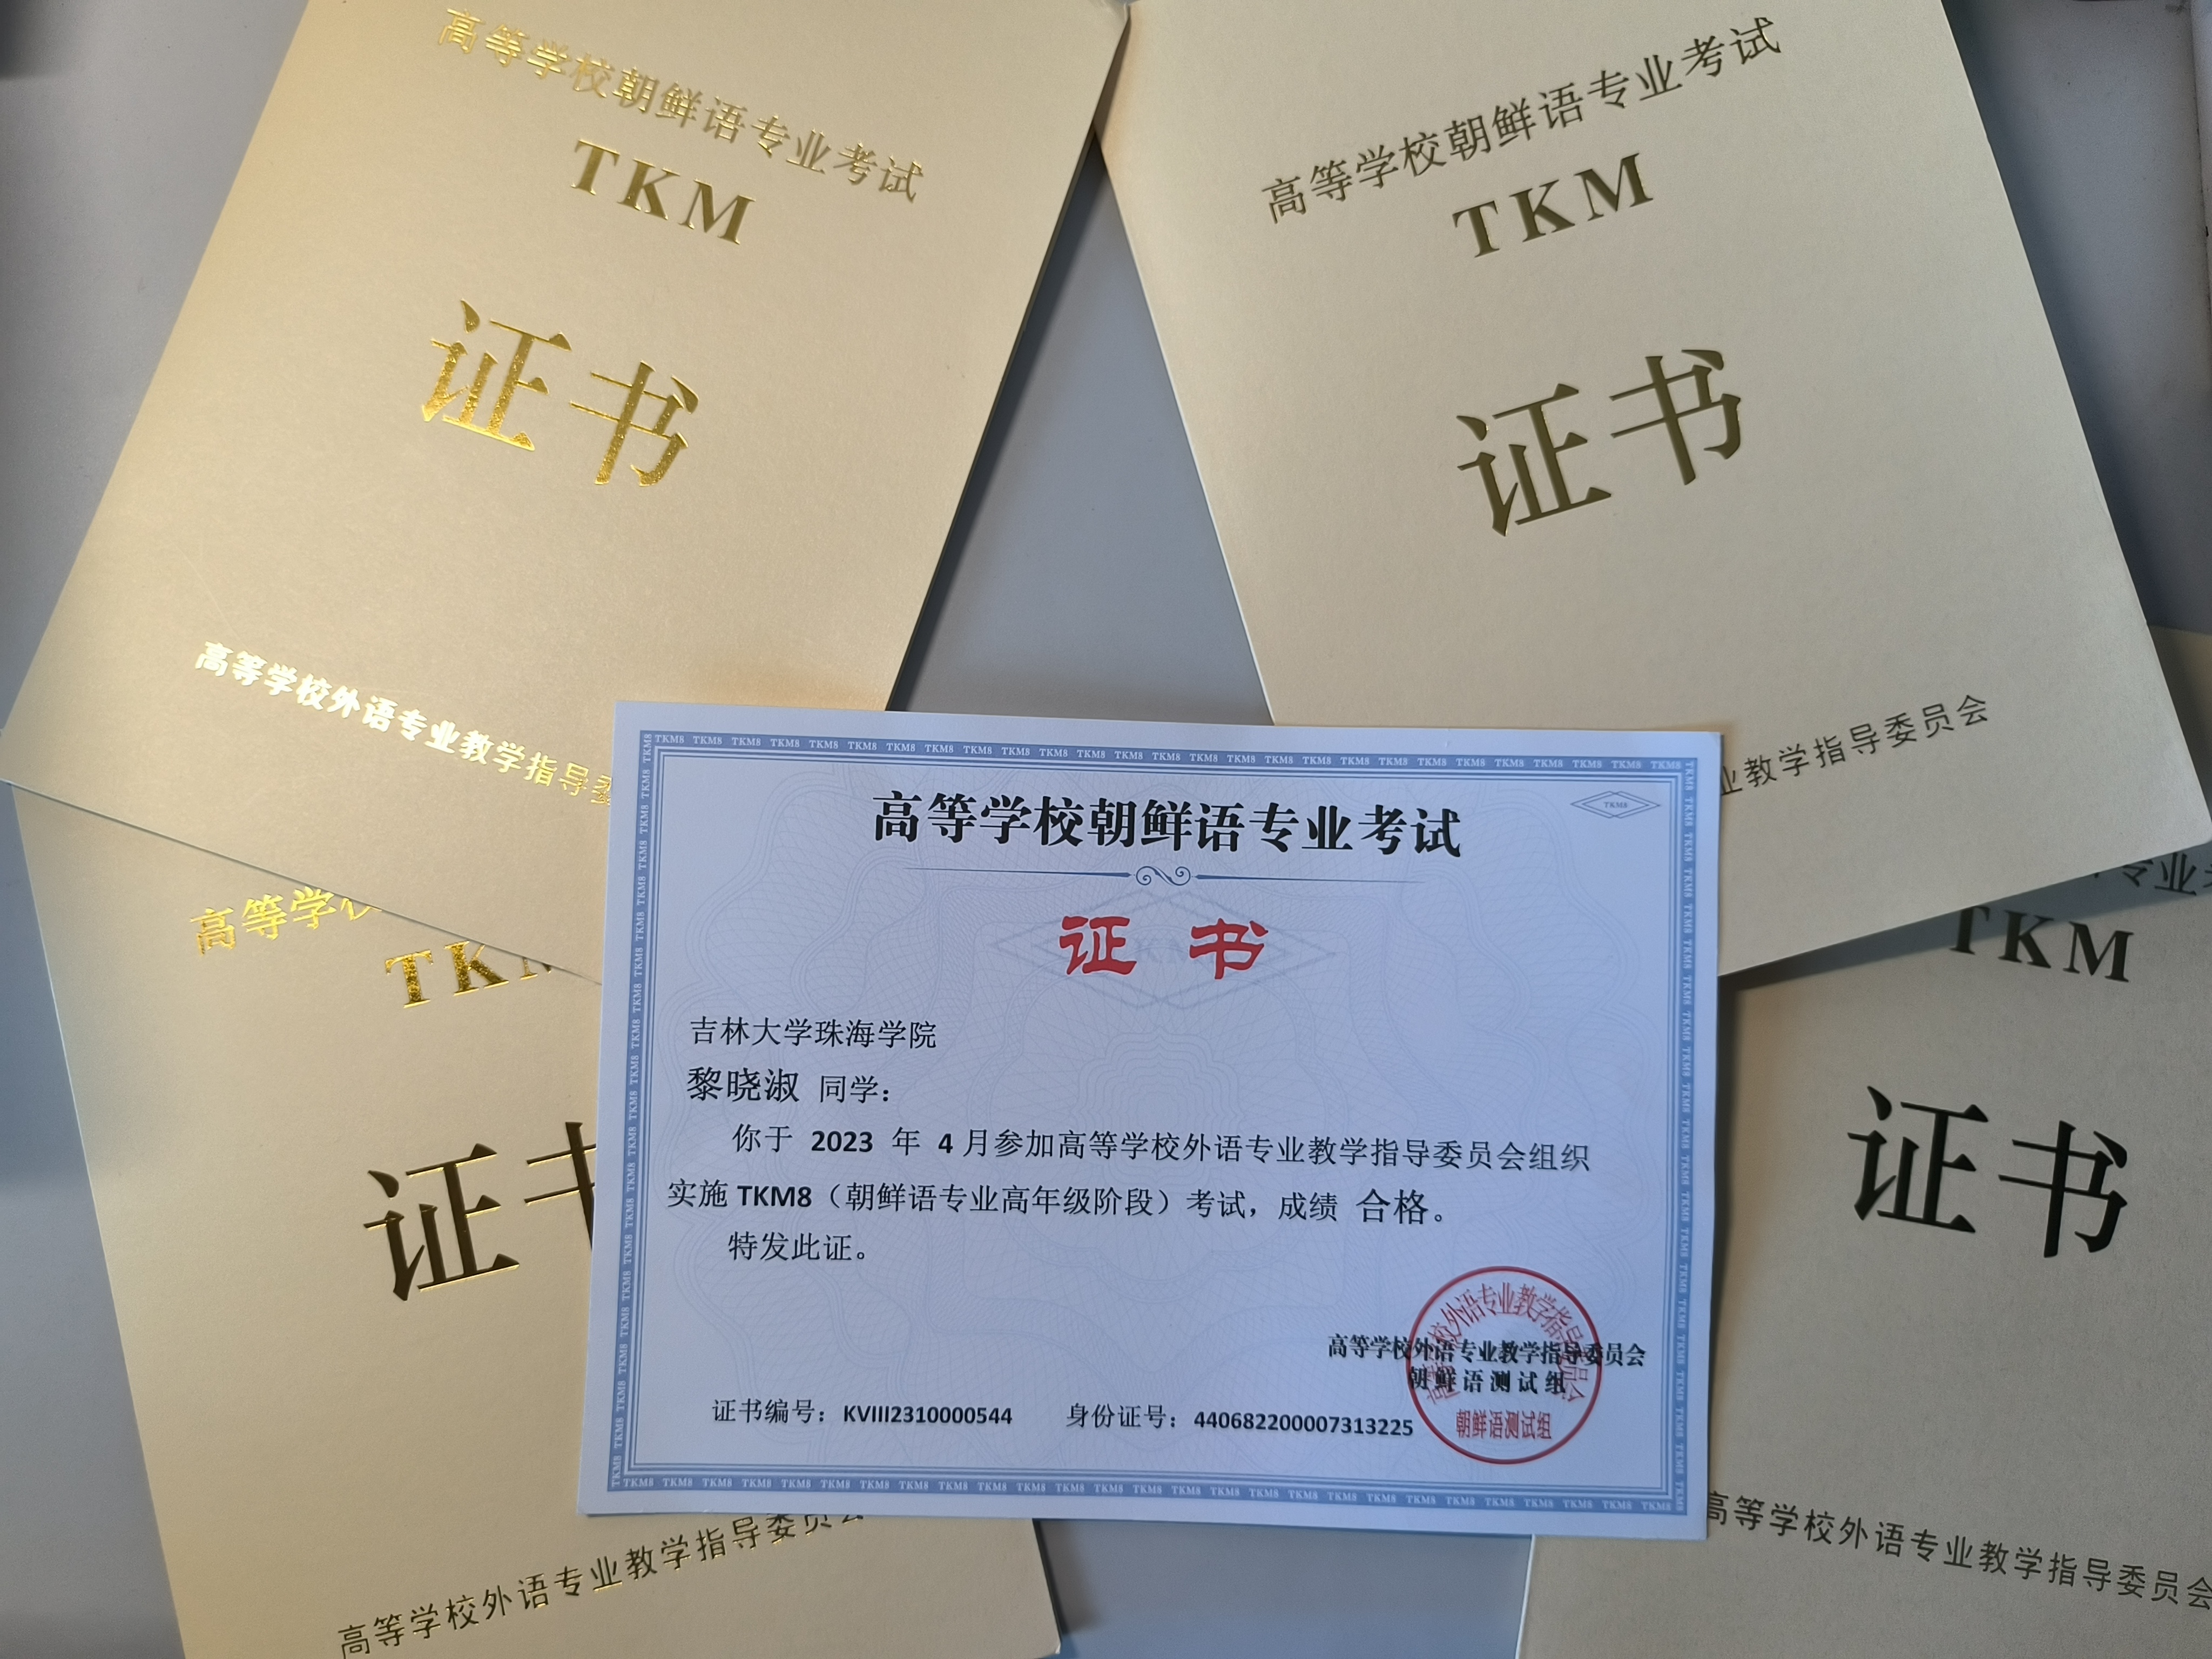 高等学校朝鲜语专业考试
TKM
证书
高等学校外语专业教学指导
高等学校朝鲜语专业考试
TKM
证书
业教学指导委员会
高等学校朝鲜语专业考试
证 书
TKM8
吉林大学珠海学院
黎晓淑 同学：
你于 2023 年 4 月参加高等学校外语专业教学指导委员会组织
实施 TKM8（朝鲜语专业高年级阶段）考试，成绩 合格。
特发此证。
高等学校外语专业教学指导委员会
朝鲜语测试组
证书编号：KVIII2310000544 身份证号：440682200007313225
朝鲜语测试组
高等学
TK
证
高等学校外语专业教学指导委员会
专业
TKM
证书
高等学校外语专业教学指导委员会